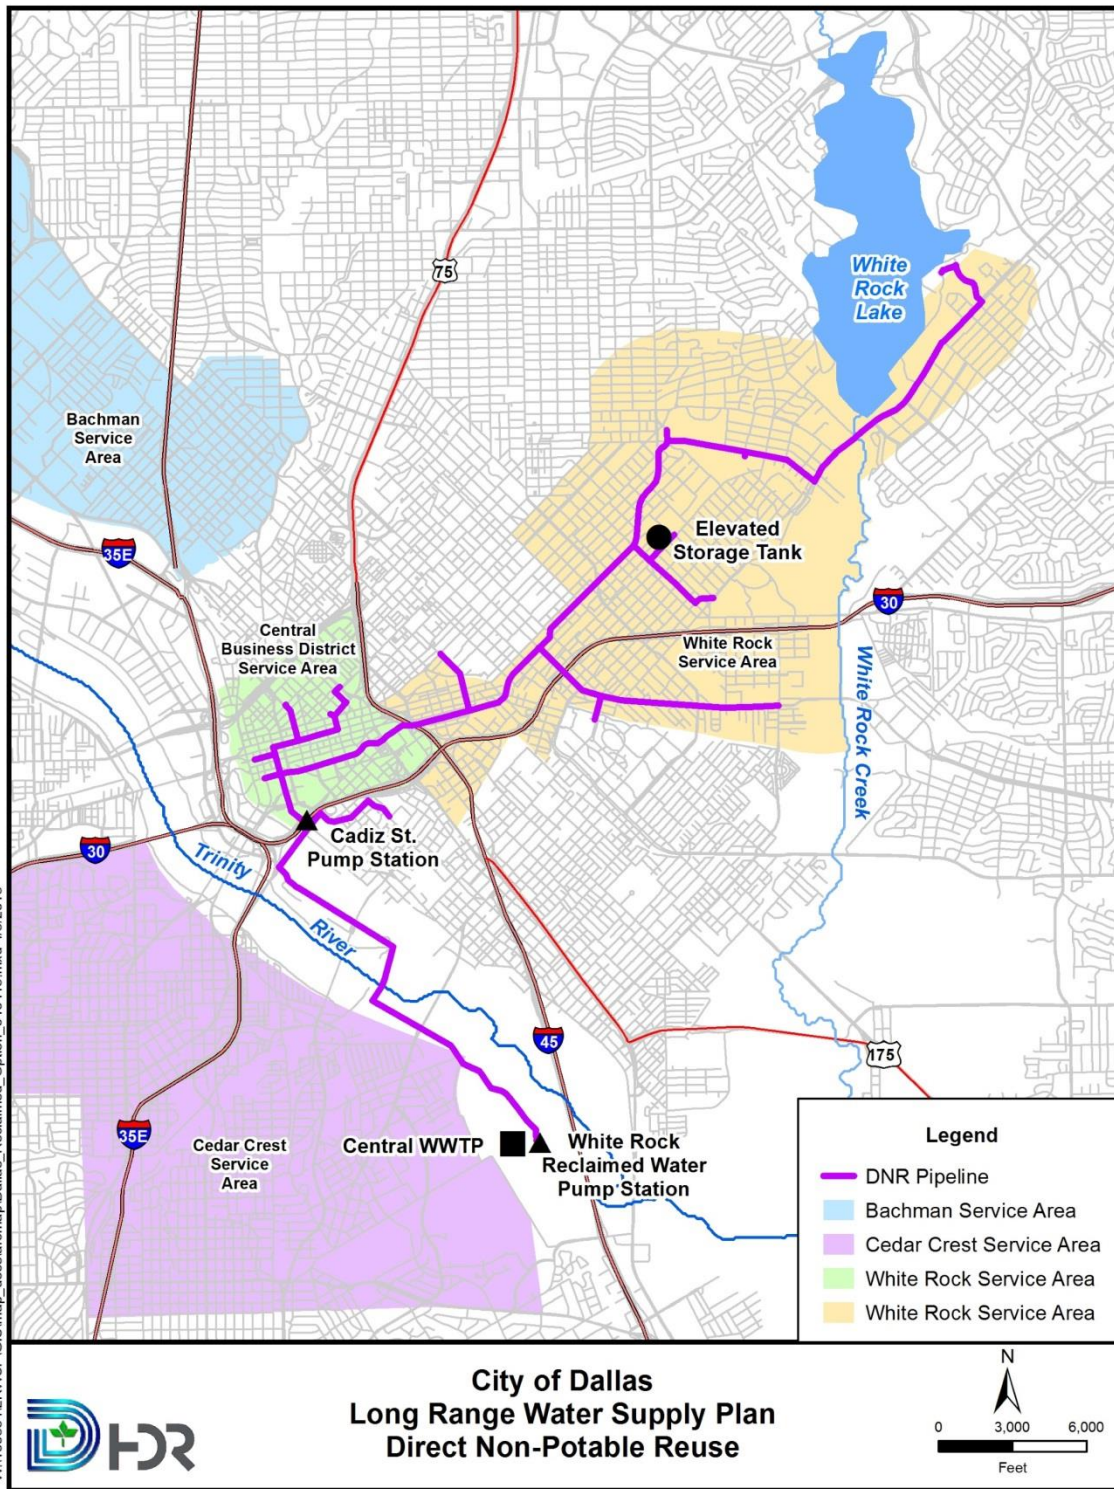 White
Rock
Lake
75
Bachman
Service
Area
35E
Elevated
Storage Tank
30
Central
Business District
Service Area
White Rock
Service Area
White Rock Creek
Cadiz St.
Pump Station
30
Trinity
River
45
175
35E
Cedar Crest
Service
Area
Central WWTP
White Rock
Reclaimed Water
Pump Station
Legend
DNR Pipeline
Bachman Service Area
Cedar Crest Service Area
White Rock Service Area
White Rock Service Area
City of Dallas
Long Range Water Supply Plan
Direct Non-Potable Reuse
HDR
N
0 3,000 6,000
Feet